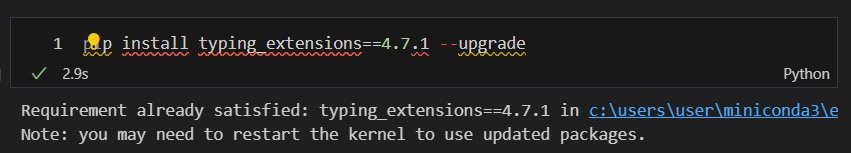 1 pip install typing_extensions==4.7.1 --upgrade
2.9s Python
Requirement already satisfied: typing_extensions==4.7.1 in c:\users\user\miniconda3\e
Note: you may need to restart the kernel to use updated packages.